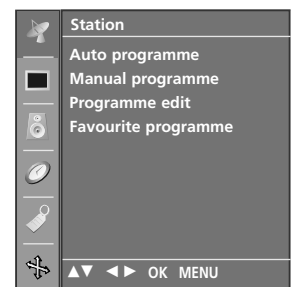 Station
Auto programme
Manual programme
Programme edit
Favourite programme
▲▼ ◄► OK MENU